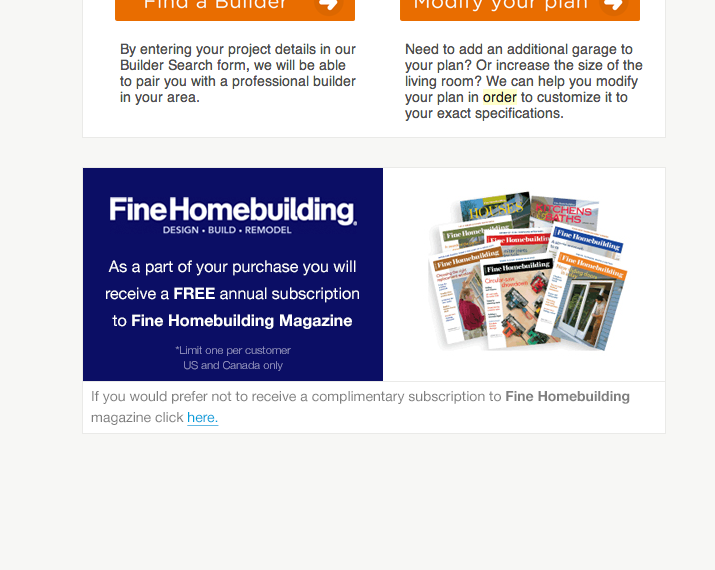 Find a Builder
Modify your plan
By entering your project details in our
Builder Search form, we will be able
to pair you with a professional builder
in your area.
Need to add an additional garage to
your plan? Or increase the size of the
living room? We can help you modify
your plan in order to customize it to
your exact specifications.
Fine Homebuilding®
DESIGN • BUILD • REMODEL
As a part of your purchase you will
receive a FREE annual subscription
to Fine Homebuilding Magazine
*Limit one per customer
US and Canada only
HOUSES
KITCHENS
& BATHS
Fine Homebuilding
Fine Homebuilding
Fine Homebuilding
Fine Homebuilding
Fine Homebuilding
Fine Homebuilding
Circular-saw
If you would prefer not to receive a complimentary subscription to Fine Homebuilding
magazine click here.